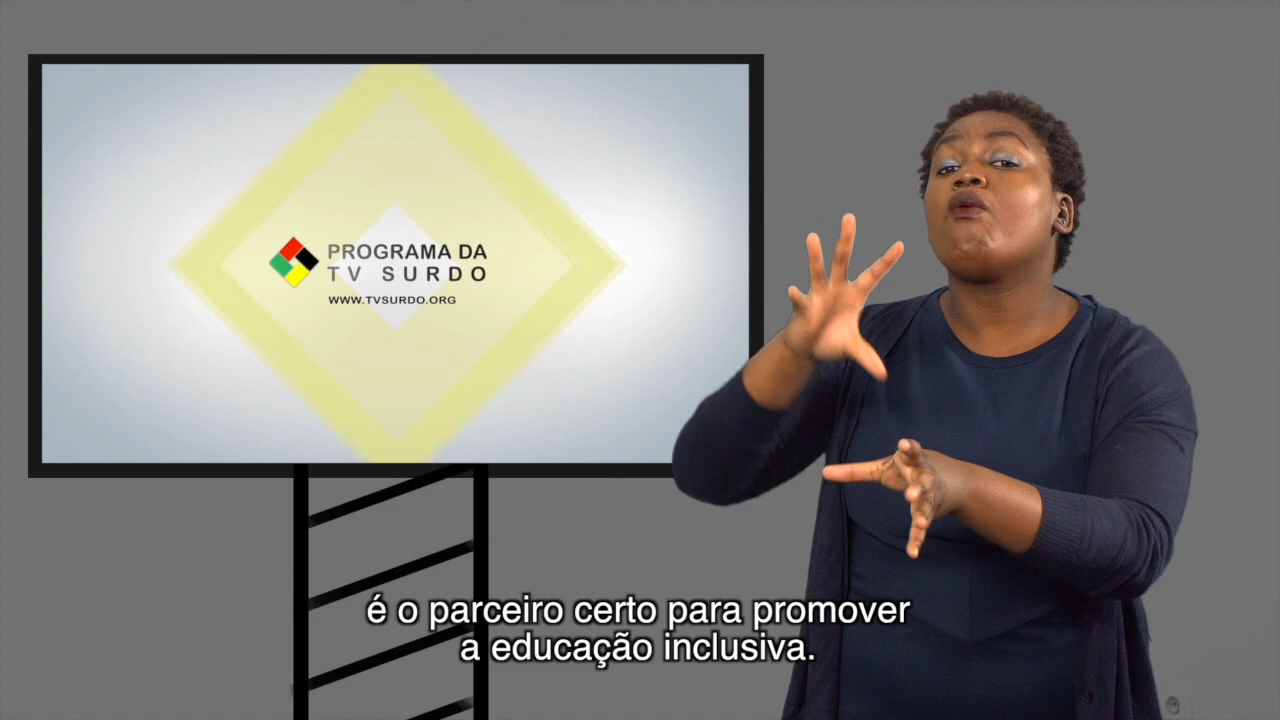 PROGRAMA DA
TV SURDO
WWW.TVSURDO.ORG
é o parceiro certo para promover
a educação inclusiva.